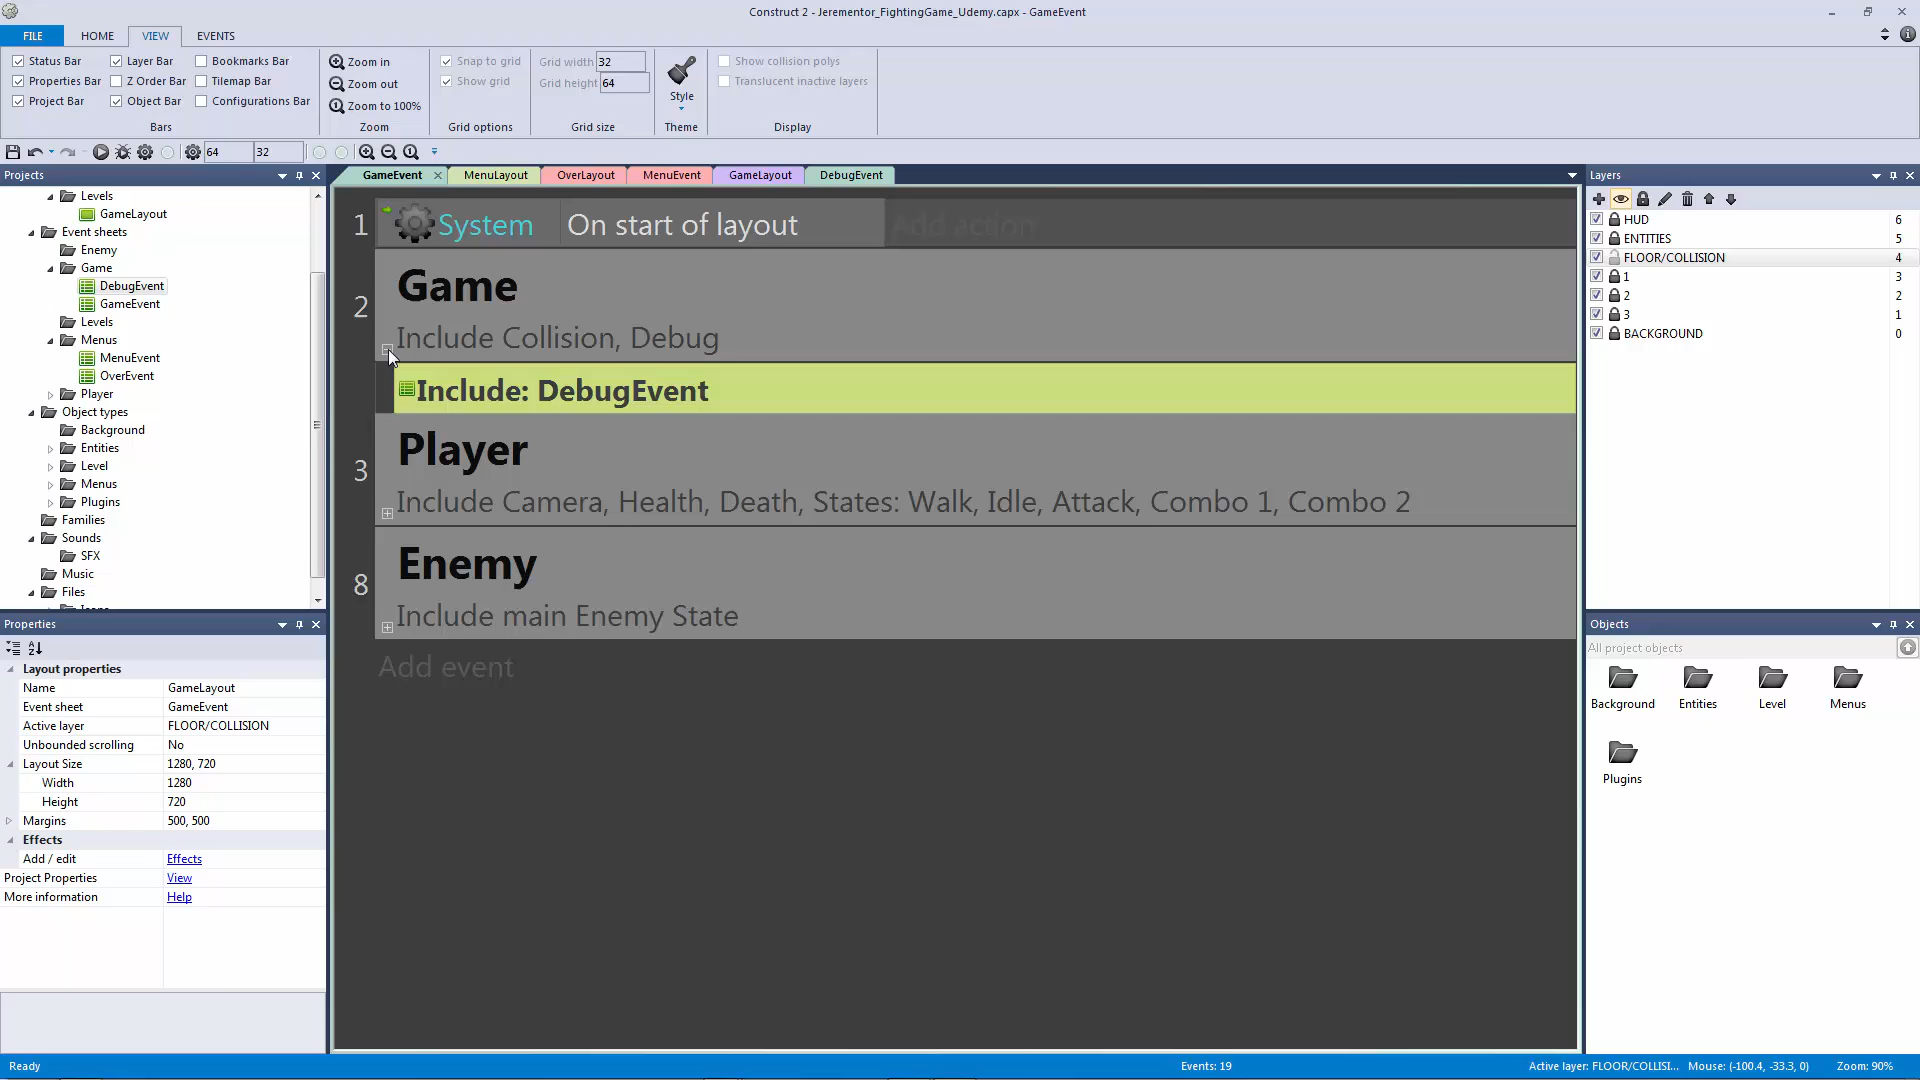 Construct 2 - Jerementor_FightingGame_Udemy.capx - GameEvent
FILE HOME VIEW EVENTS
Status Bar Layer Bar Bookmarks Bar
Properties Bar Z Order Bar Tilemap Bar
Project Bar Object Bar Configurations Bar
Bars
Zoom in
Zoom out
Zoom to 100%
Zoom
Snap to grid
Show grid
Grid options
Grid width 32
Grid height 64
Grid size
Style
Theme
Show collision polys
Translucent inactive layers
Display
64 32
Projects
Levels
GameLayout
Event sheets
Enemy
Game
DebugEvent
GameEvent
Levels
Menus
MenuEvent
OverEvent
Player
Object types
Background
Entities
Level
Menus
Plugins
Families
Sounds
SFX
Music
Files
Properties
Layout properties
Name GameLayout
Event sheet GameEvent
Active layer FLOOR/COLLISION
Unbounded scrolling No
Layout Size 1280, 720
Width 1280
Height 720
Margins 500, 500
Effects
Add / edit Effects
Project Properties View
More information Help
GameEvent MenuLayout OverLayout MenuEvent GameLayout DebugEvent
1 System On start of layout Add action
2 Game
Include Collision, Debug
Include: DebugEvent
3 Player
Include Camera, Health, Death, States: Walk, Idle, Attack, Combo 1, Combo 2
8 Enemy
Include main Enemy State
Add event
Layers
HUD 6
ENTITIES 5
FLOOR/COLLISION 4
1 3
2 2
3 1
BACKGROUND 0
Objects
All project objects
Background Entities Level Menus
Plugins
Ready Events: 19 Active layer: FLOOR/COLLISI... Mouse: (-100.4, -33.3, 0) Zoom: 90%